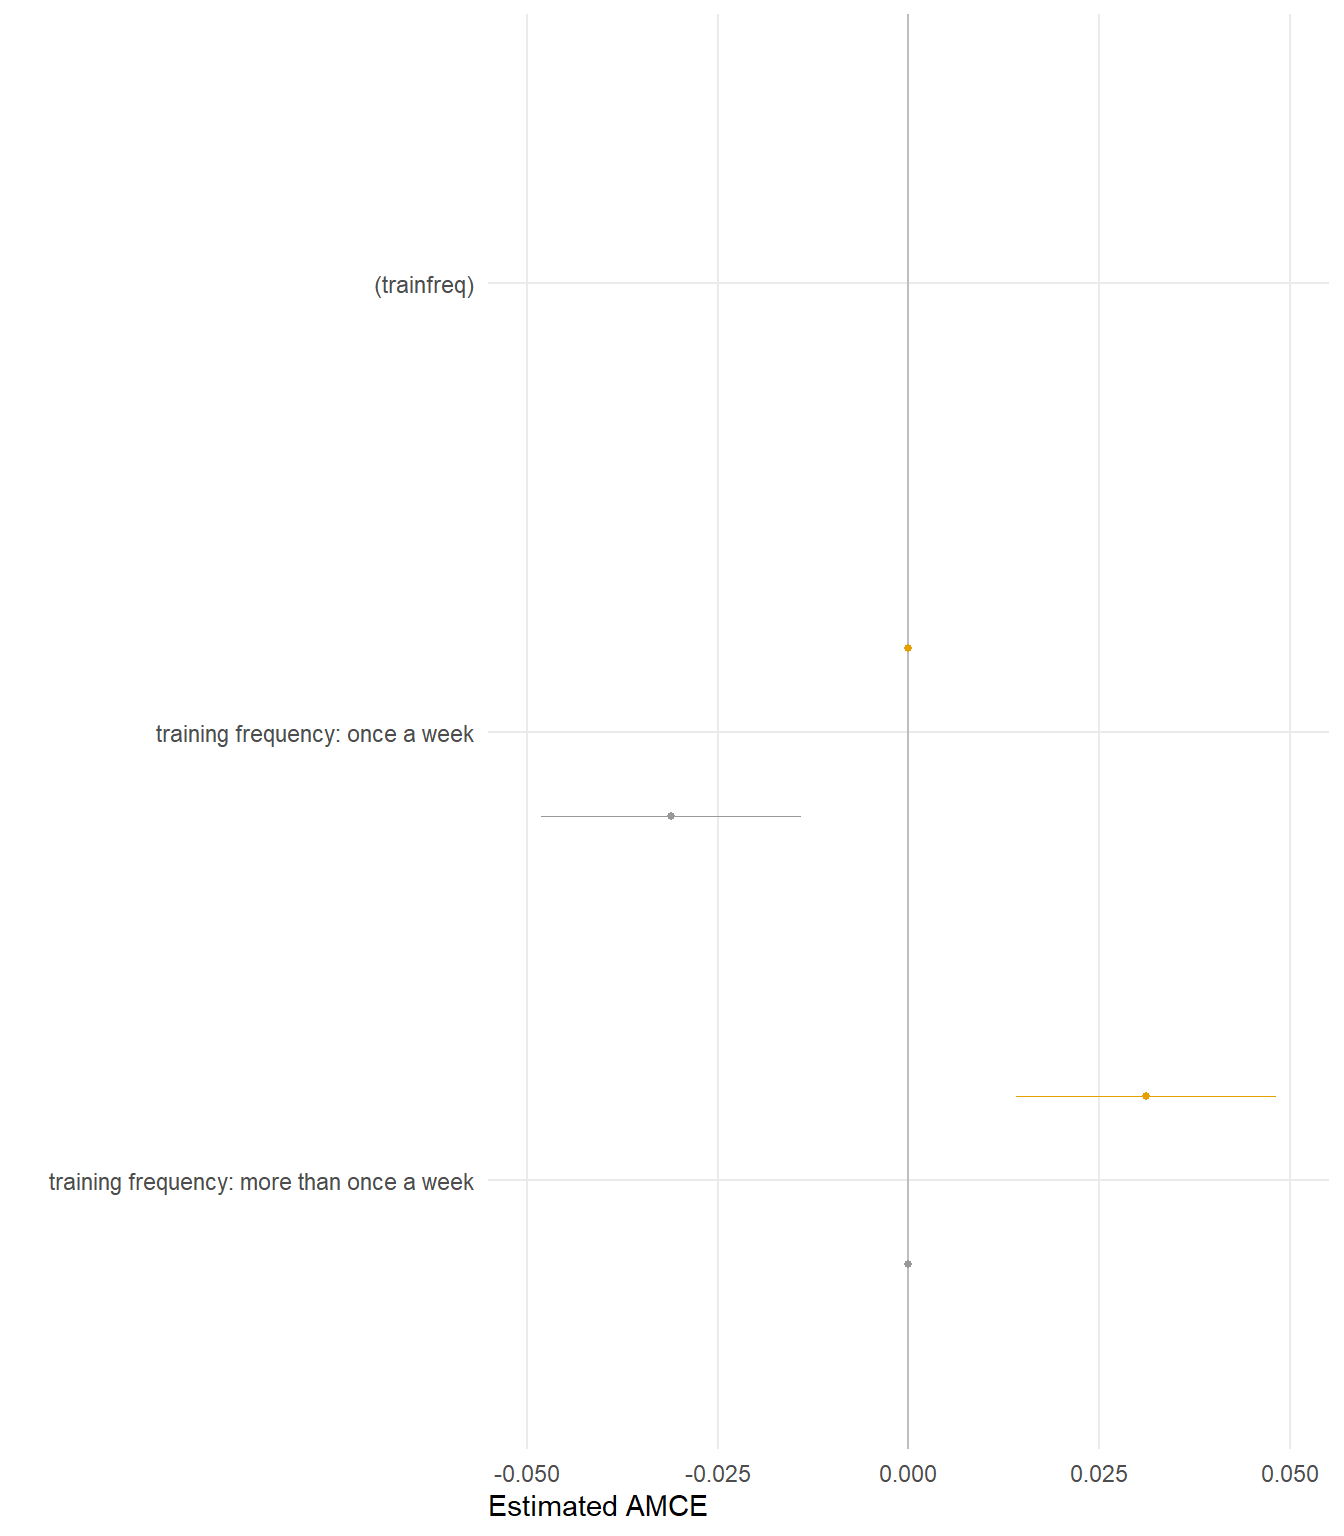 (trainfreq)
training frequency: once a week
training frequency: more than once a week
-0.050 -0.025 0.000 0.025 0.050
Estimated AMCE